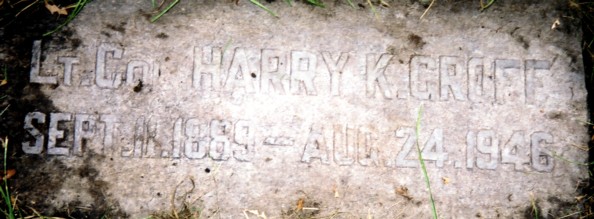 LT. COL HARRY K. CROFF
SEPT. 11. 1889 - AUG. 24. 1946